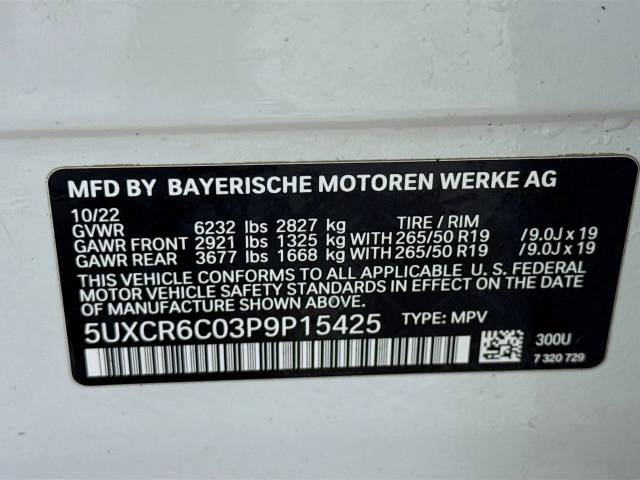 MFD BY BAYERISCHE MOTOREN WERKE AG
10/22
GVWR 6232 lbs 2827 kg TIRE / RIM
GAWR FRONT 2921 lbs 1325 kg WITH 265/50 R19 /9.0J x 19
GAWR REAR 3677 lbs 1668 kg WITH 265/50 R19 /9.0J x 19
THIS VEHICLE CONFORMS TO ALL APPLICABLE U. S. FEDERAL
MOTOR VEHICLE SAFETY STANDARDS IN EFFECT ON THE
DATE OF MANUFACTURE SHOWN ABOVE.
5UXCR6C03P9P15425 TYPE: MPV
300U
7 320 729